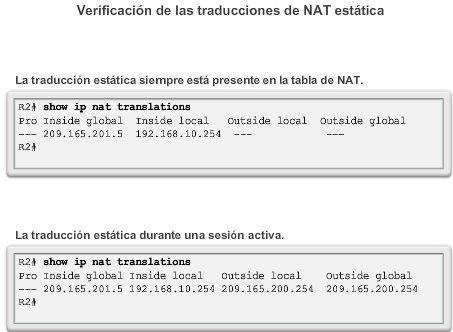 Verificación de las traducciones de NAT estática
La traducción estática siempre está presente en la tabla de NAT.
R2# show ip nat translations
Pro Inside global Inside local Outside local Outside global
--- 209.165.201.5 192.168.10.254 --- ---
R2#
La traducción estática durante una sesión activa.
R2# show ip nat translations
Pro Inside global Inside local Outside local Outside global
--- 209.165.201.5 192.168.10.254 209.165.200.254 209.165.200.254
R2#